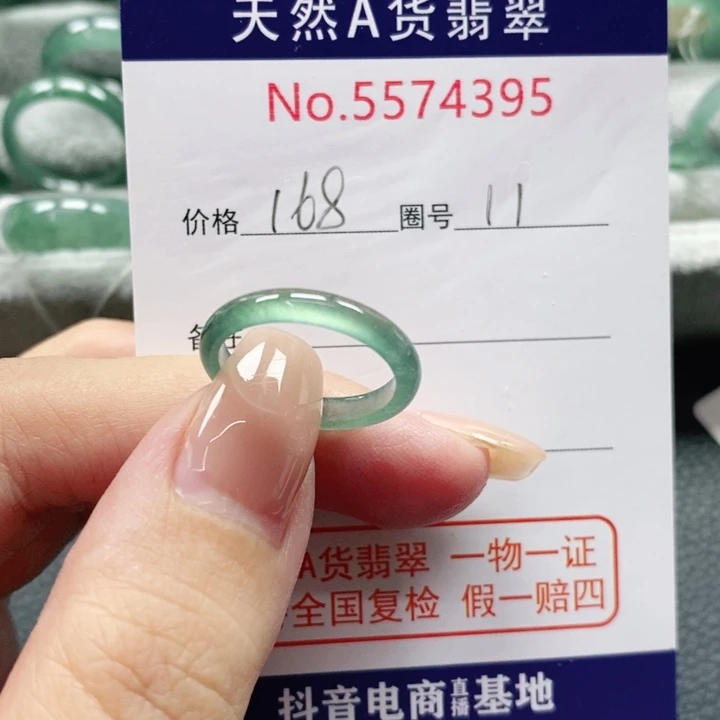 天然A货翡翠
No.5574395
价格 168 圈号 11
A货翡翠 一物一证
全国复检 假一赔四
抖音电商直播基地